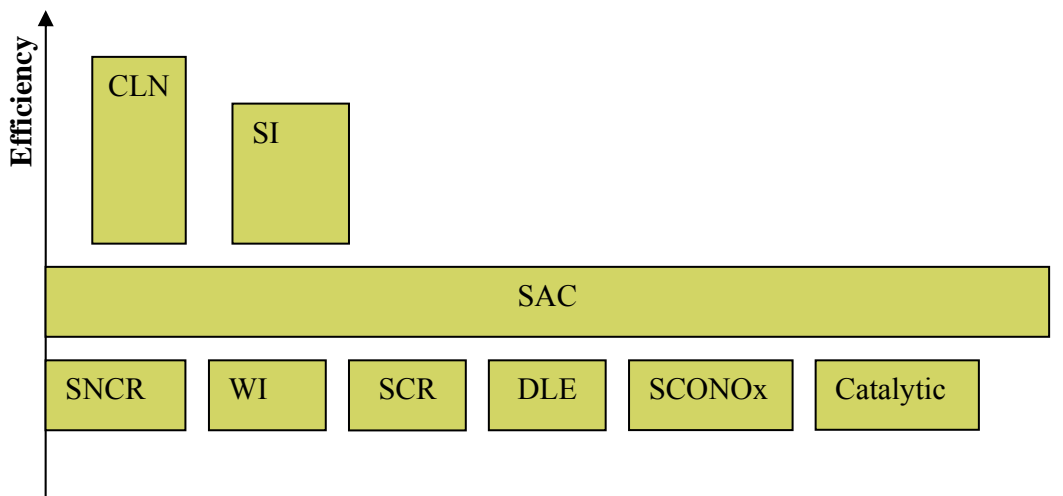 Efficiency
CLN
SI
SAC
SNCR
WI
SCR
DLE
SCONOx
Catalytic